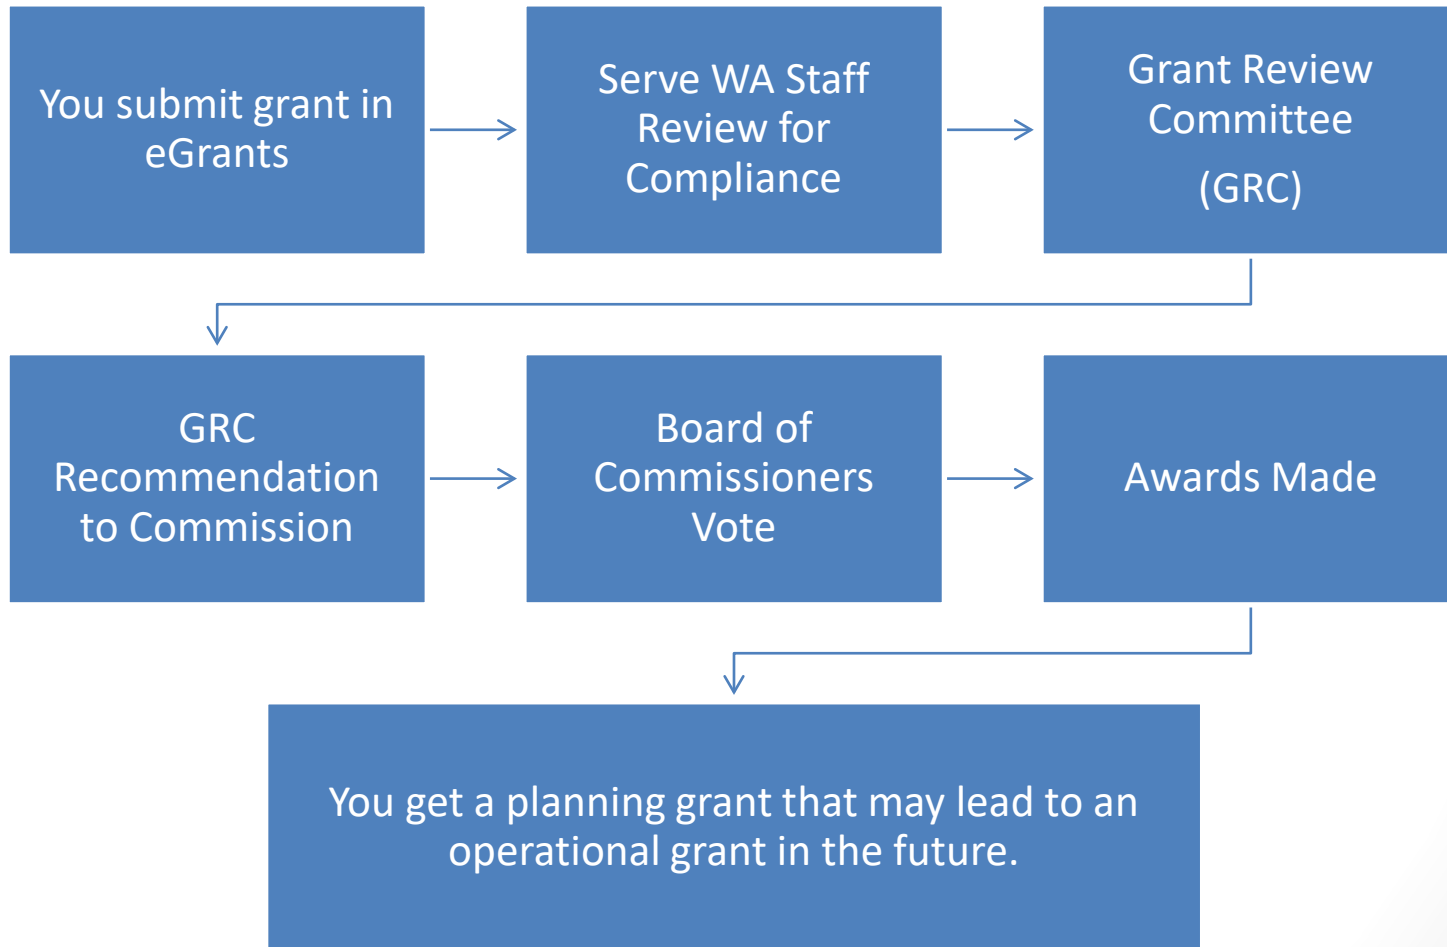 You submit grant in
eGrants
Serve WA Staff
Review for
Compliance
Grant Review
Committee
(GRC)
GRC
Recommendation
to Commission
Board of
Commissioners
Vote
Awards Made
You get a planning grant that may lead to an
operational grant in the future.